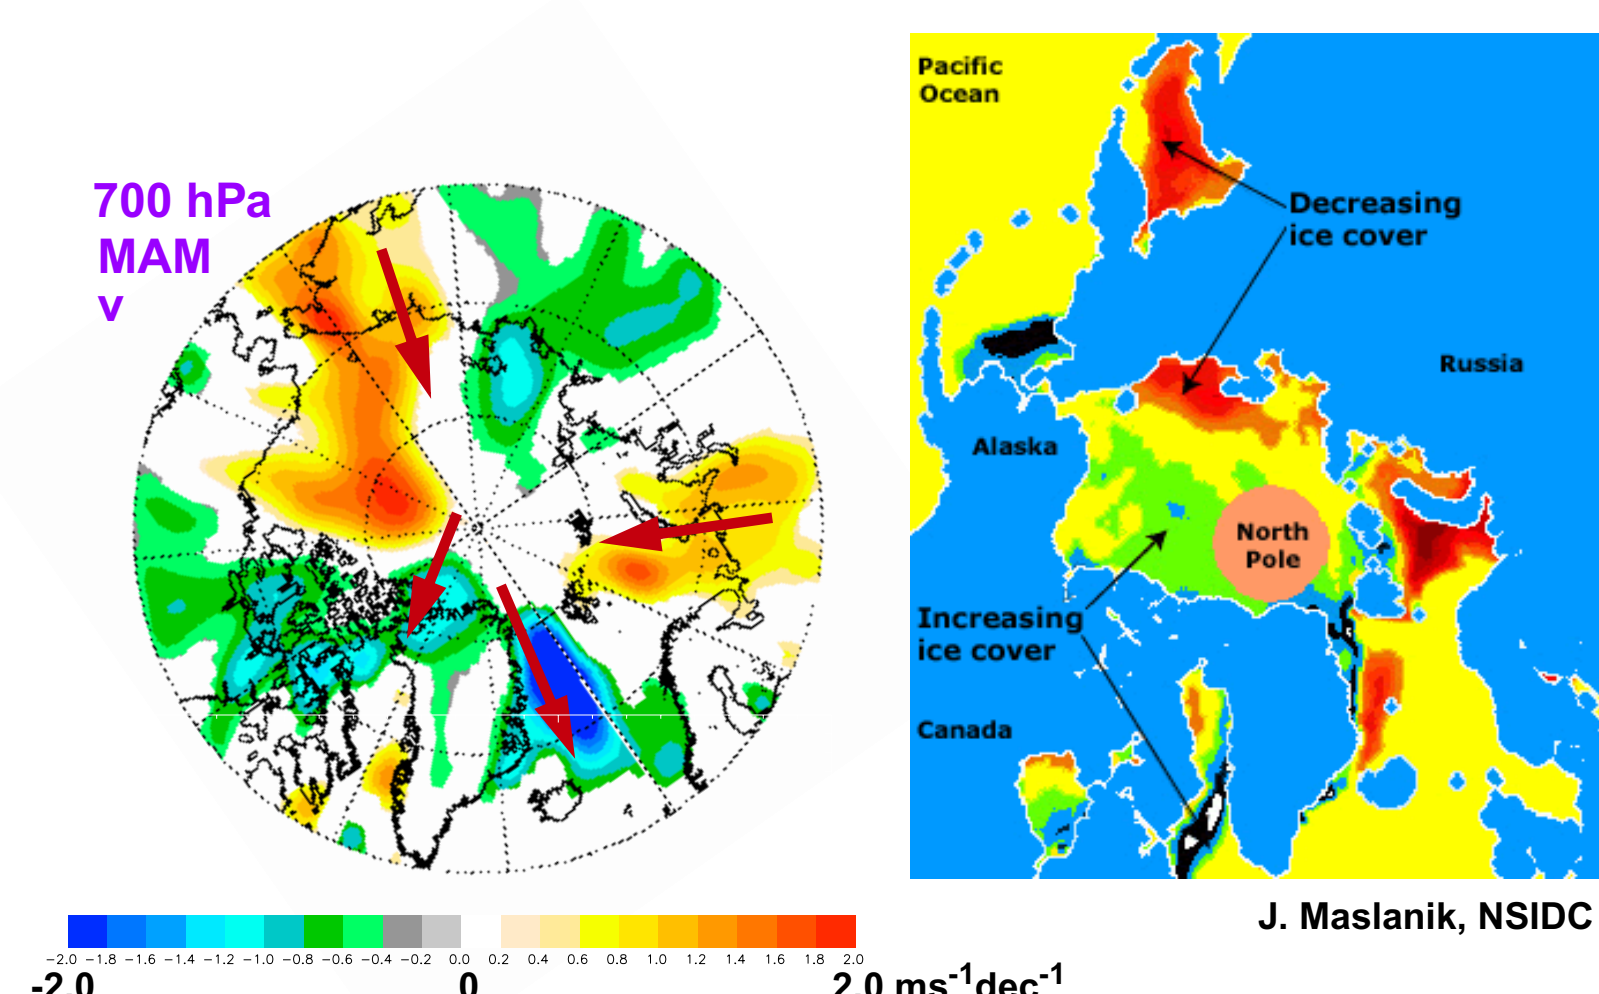 700 hPa
MAM
v
-2.0 -1.8 -1.6 -1.4 -1.2 -1.0 -0.8 -0.6 -0.4 -0.2 0.0 0.2 0.4 0.6 0.8 1.0 1.2 1.4 1.6 1.8 2.0
-2.0 0 2.0 ms-1dec-1
Pacific
Ocean
Decreasing
ice cover
Russia
Alaska
North
Pole
Increasing
ice cover
Canada
J. Maslanik, NSIDC